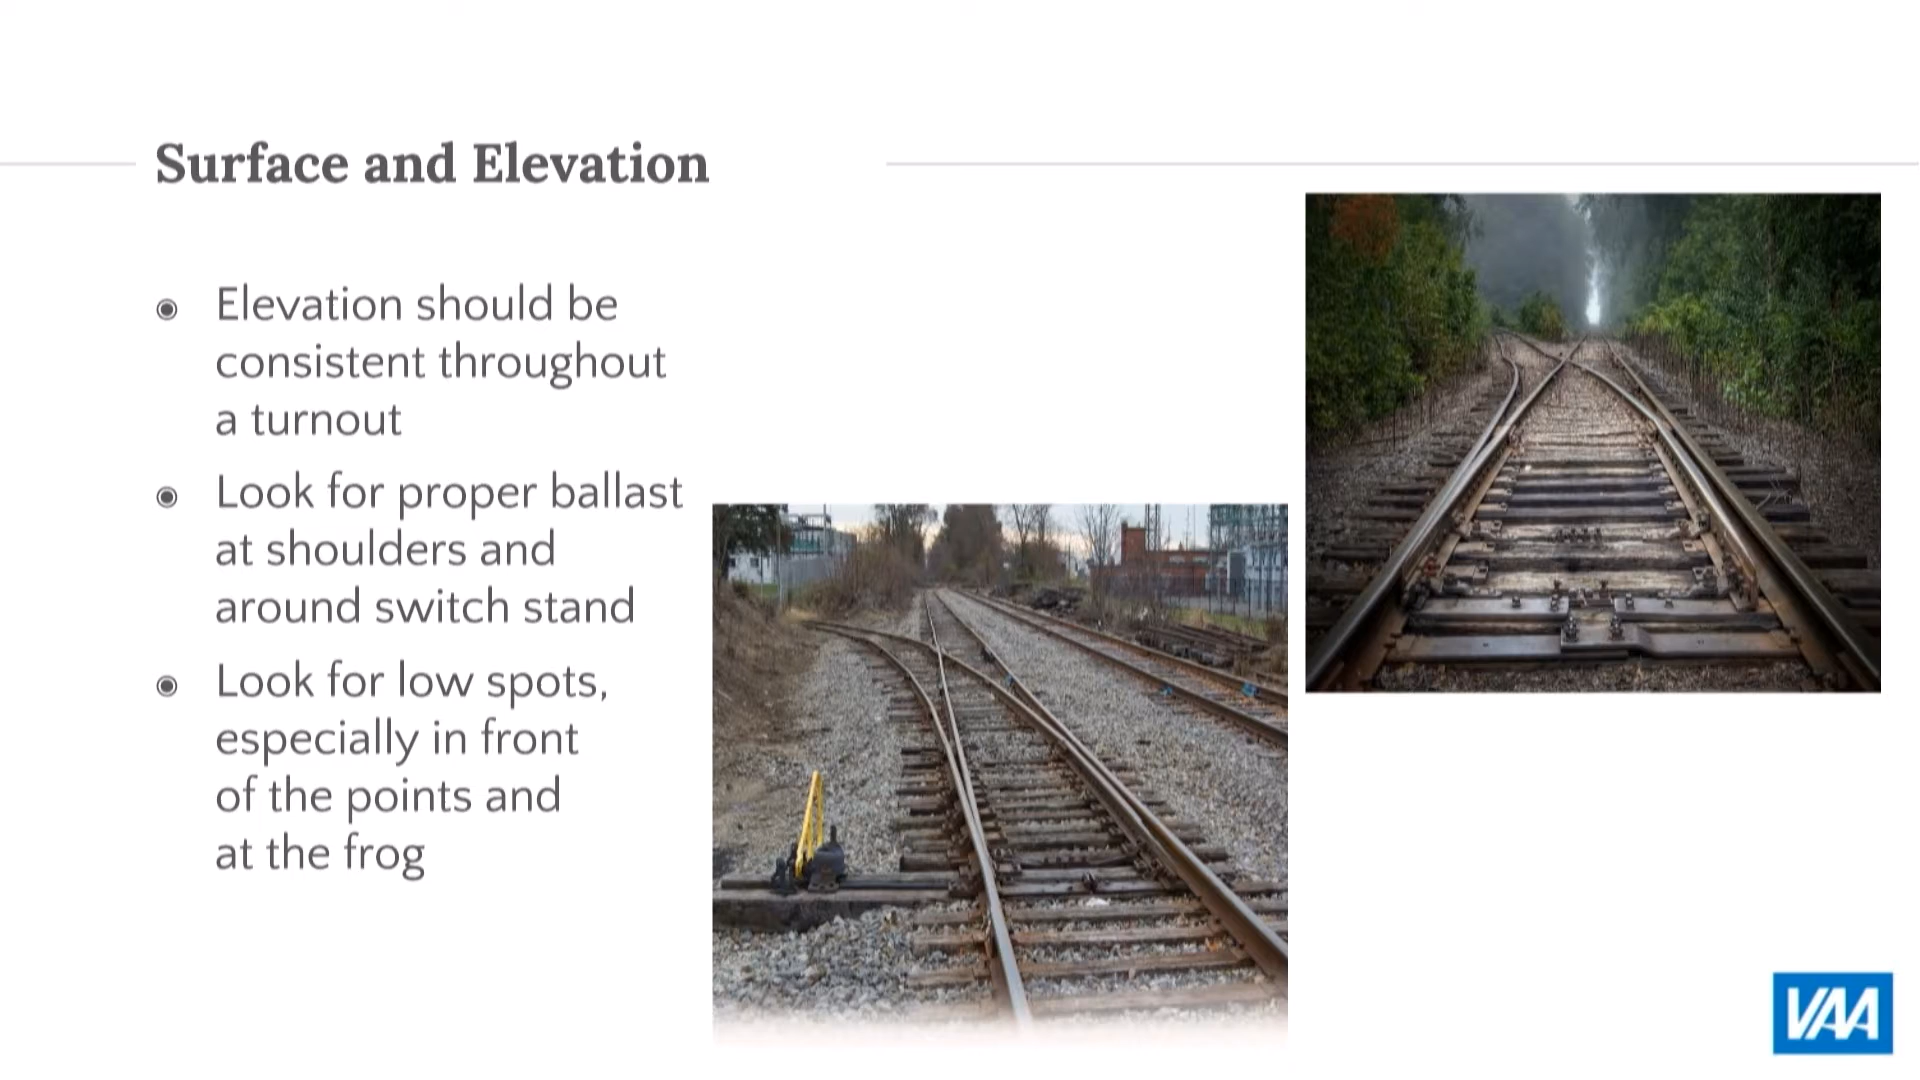 Surface and Elevation
Elevation should be
consistent throughout
a turnout
Look for proper ballast
at shoulders and
around switch stand
Look for low spots,
especially in front
of the points and
at the frog
VAA